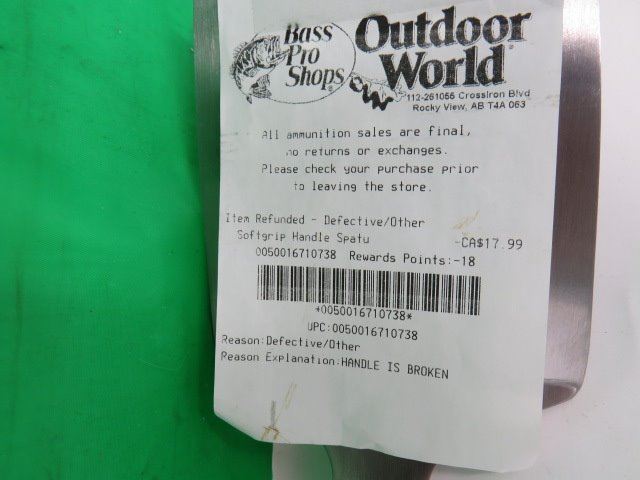 Bass
Pro
Shops
Outdoor
World
112-261055 CrossIron Blvd
Rocky View, AB T4A 0G3
All ammunition sales are final,
no returns or exchanges.
Please check your purchase prior
to leaving the store.
Item Refunded - Defective/Other
Softgrip Handle Spatu -CA$17.99
0050016710738 Rewards Points:-18
*0050016710738*
UPC:0050016710738
Reason:Defective/Other
Reason Explanation:HANDLE IS BROKEN